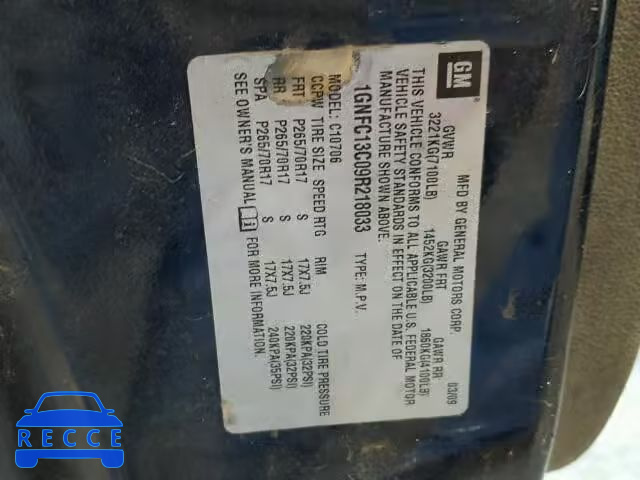 GM ®
MFD BY GENERAL MOTORS CORP. 03/09
GVWR GAWR FRT GAWR RR
3221KG(7100LB) 1452KG(3200LB) 1860KG(4100LB)
THIS VEHICLE CONFORMS TO ALL APPLICABLE U.S. FEDERAL MOTOR
VEHICLE SAFETY STANDARDS IN EFFECT ON THE DATE OF
MANUFACTURE SHOWN ABOVE.
1GNFC13C09R218033 TYPE: M.P.V.
MODEL: C10706
CCPW TIRE SIZE SPEED RTG RIM COLD TIRE PRESSURE
FRT P265/70R17 S 17X7.5J 220KPA(32PSI)
RR P265/70R17 S 17X7.5J 220KPA(32PSI)
SPA P265/70R17 S 17X7.5J 240KPA(35PSI)
SEE OWNER'S MANUAL FOR MORE INFORMATION.
RECCE